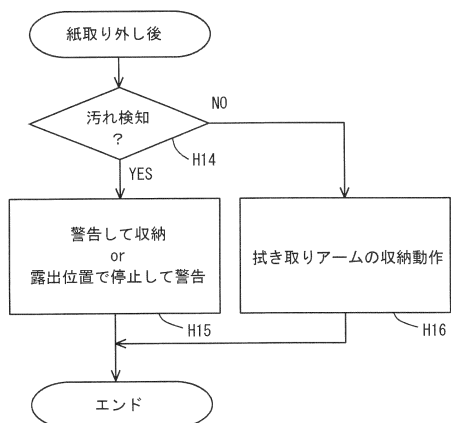 紙取り外し後
汚れ検知
?
NO
H14
YES
警告して収納
or
露出位置で停止して警告
H15
拭き取りアームの収納動作
H16
エンド